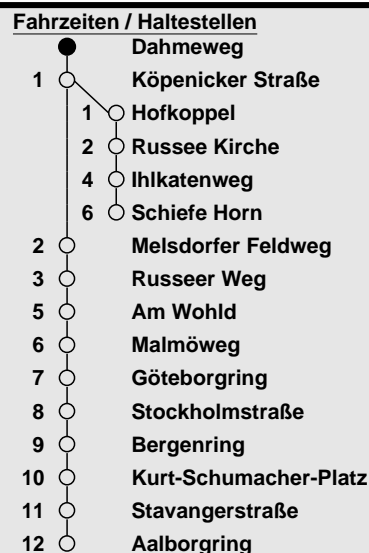 Fahrzeiten / Haltestellen
Dahmeweg
1 Köpenicker Straße
1 Hofkoppel
2 Russee Kirche
4 Ihlkatenweg
6 Schiefe Horn
2 Melsdorfer Feldweg
3 Russeer Weg
5 Am Wohld
6 Malmöweg
7 Göteborgring
8 Stockholmstraße
9 Bergenring
10 Kurt-Schumacher-Platz
11 Stavangerstraße
12 Aalborgring